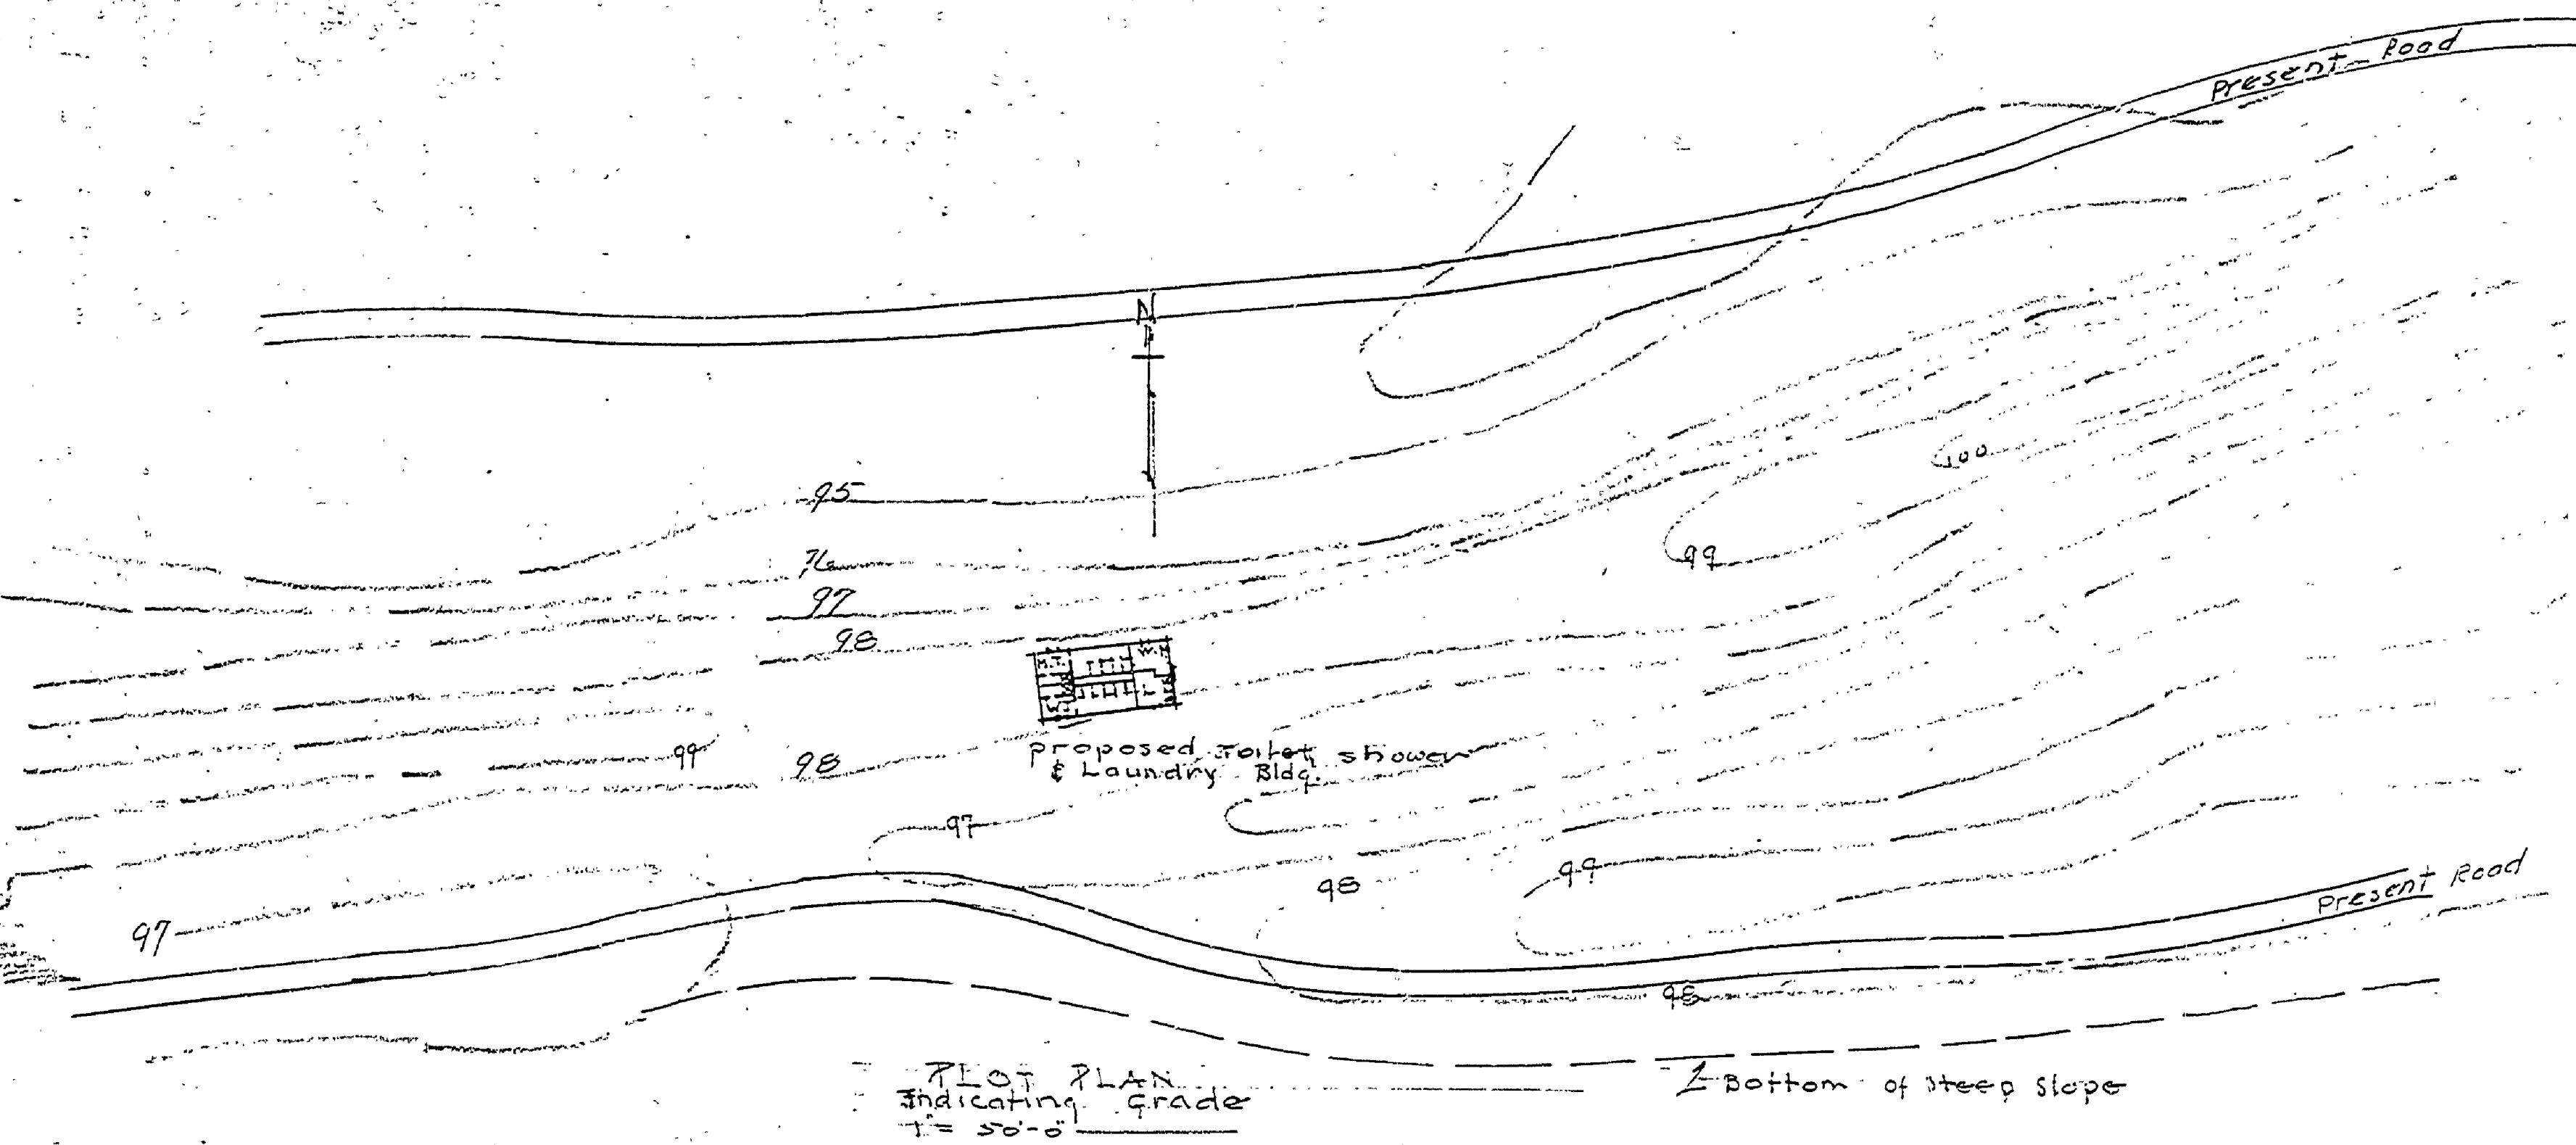 Present Road
N
95
96
97
98
100
99
M.T.
W.H
W.T.
L
99
98
proposed Toilet shower
& Laundry Bldg.
97
98
99
97
Present Road
98
PLOT PLAN
Indicating Grade
1" = 50'-0"
Bottom of steep slope